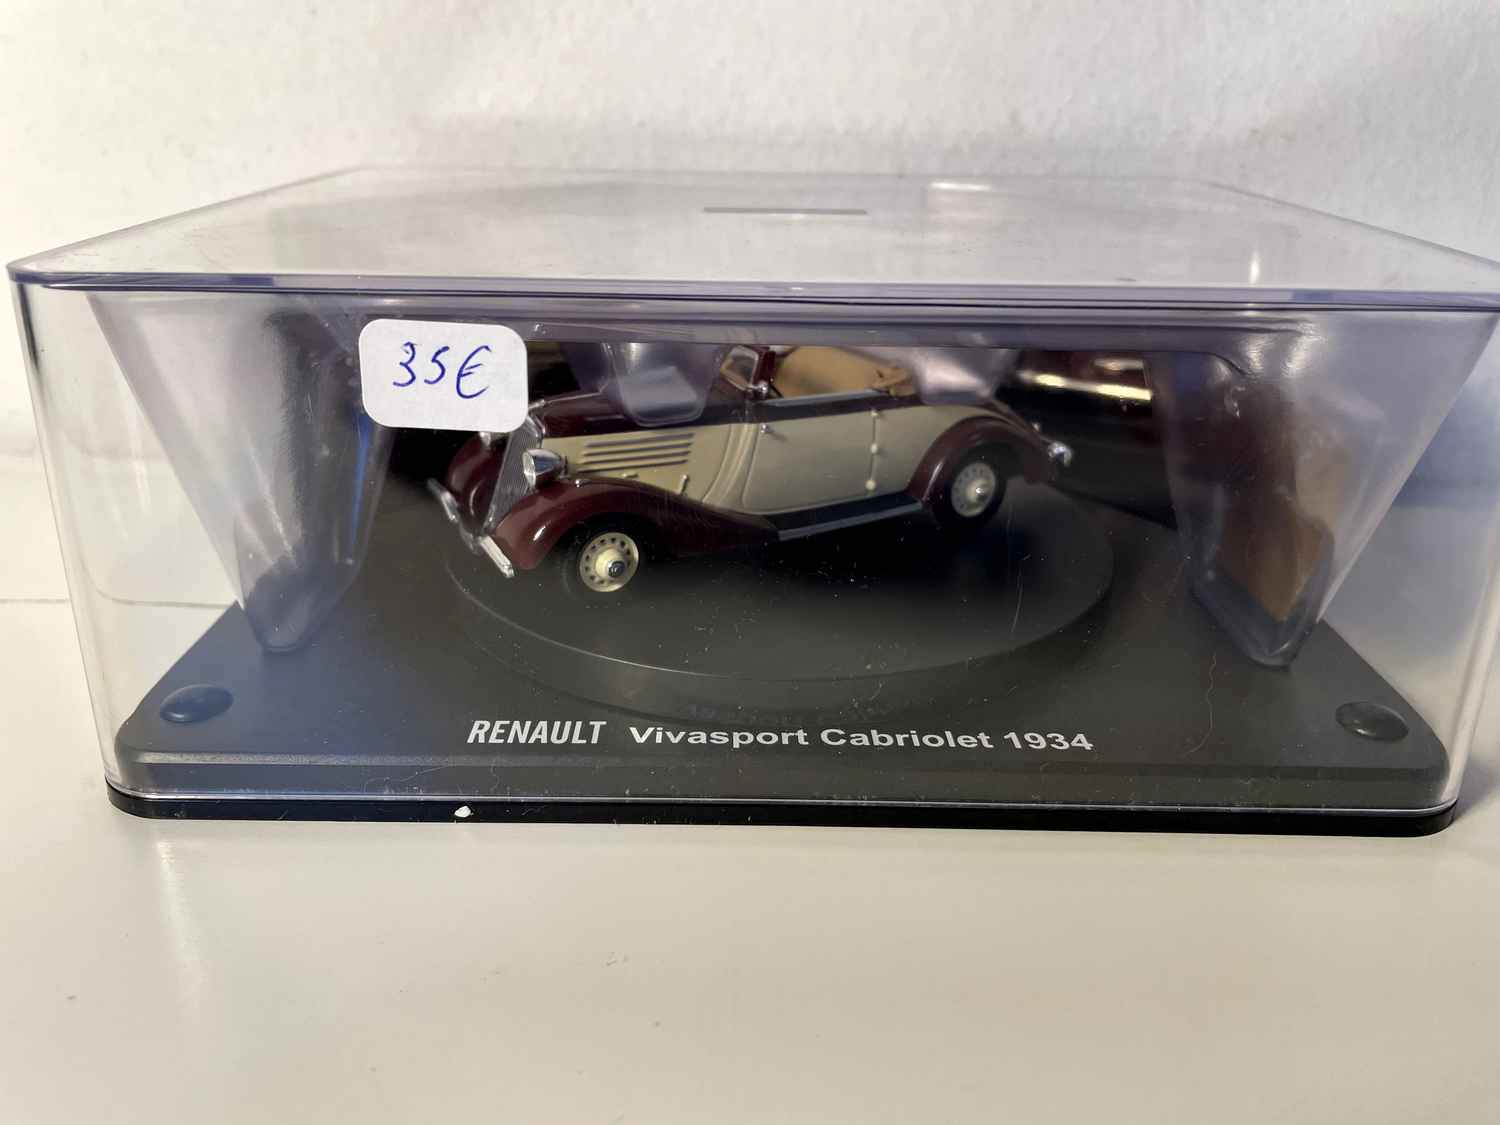 35€
RENAULT Vivasport Cabriolet 1934